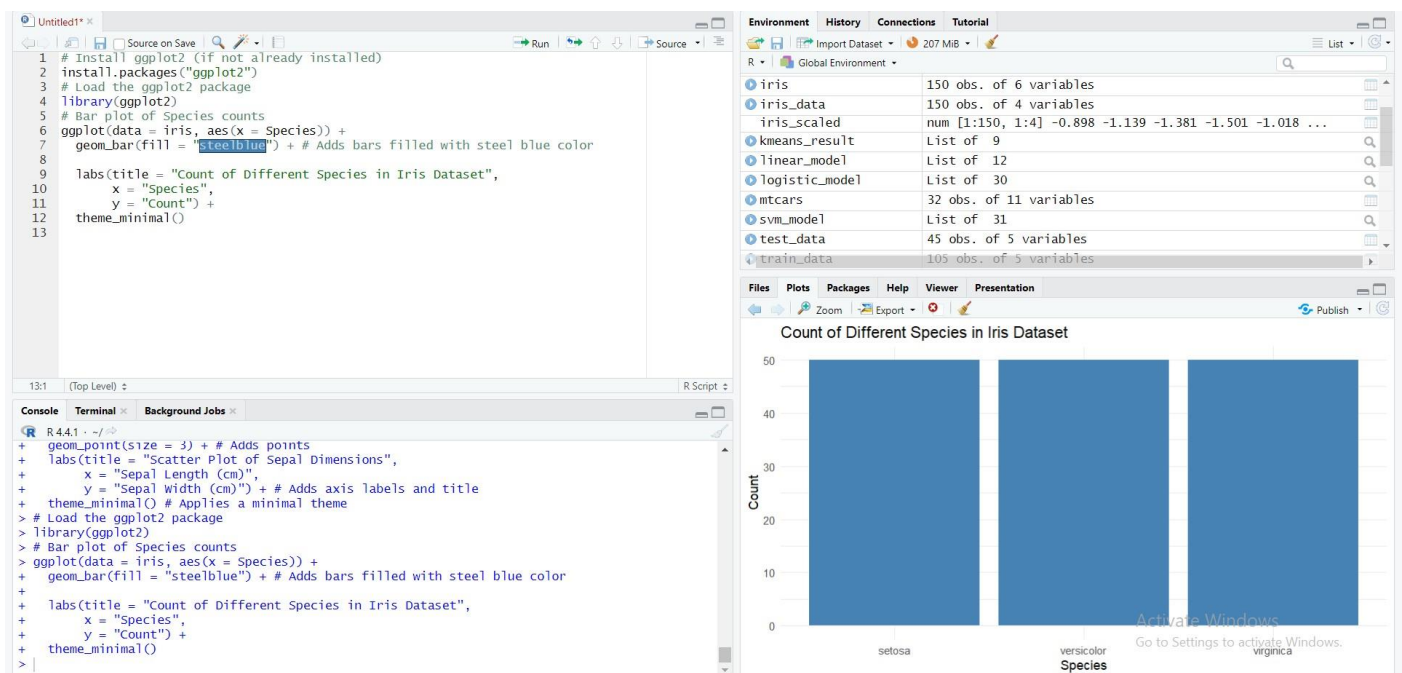 Untitled1*
Source on Save
Run
Source
1 # Install ggplot2 (if not already installed)
2 install.packages("ggplot2")
3 # Load the ggplot2 package
4 library(ggplot2)
5 # Bar plot of Species counts
6 ggplot(data = iris, aes(x = Species)) +
7 geom_bar(fill = "steelblue") + # Adds bars filled with steel blue color
8
9 labs(title = "Count of Different Species in Iris Dataset",
10 x = "Species",
11 y = "Count") +
12 theme_minimal()
13
13:1 (Top Level) R Script
Console Terminal Background Jobs
R R 4.4.1 · ~/
+ geom_point(size = 3) + # Adds points
+ labs(title = "Scatter Plot of Sepal Dimensions",
+ x = "Sepal Length (cm)",
+ y = "Sepal Width (cm)") + # Adds axis labels and title
+ theme_minimal() # Applies a minimal theme
> # Load the ggplot2 package
> library(ggplot2)
> # Bar plot of Species counts
> ggplot(data = iris, aes(x = Species)) +
+ geom_bar(fill = "steelblue") + # Adds bars filled with steel blue color
+
+ labs(title = "Count of Different Species in Iris Dataset",
+ x = "Species",
+ y = "Count") +
+ theme_minimal()
>
Environment History Connections Tutorial
Import Dataset 207 MiB List
R Global Environment
iris 150 obs. of 6 variables
iris_data 150 obs. of 4 variables
iris_scaled num [1:150, 1:4] -0.898 -1.139 -1.381 -1.501 -1.018 ...
kmeans_result List of 9
linear_model List of 12
logistic_model List of 30
mtcars 32 obs. of 11 variables
svm_model List of 31
test_data 45 obs. of 5 variables
train_data 105 obs. of 5 variables
Files Plots Packages Help Viewer Presentation
Zoom Export Publish
Count of Different Species in Iris Dataset
50
40
30
20
10
0
Count
setosa versicolor virginica
Species
Activate Windows
Go to Settings to activate Windows.